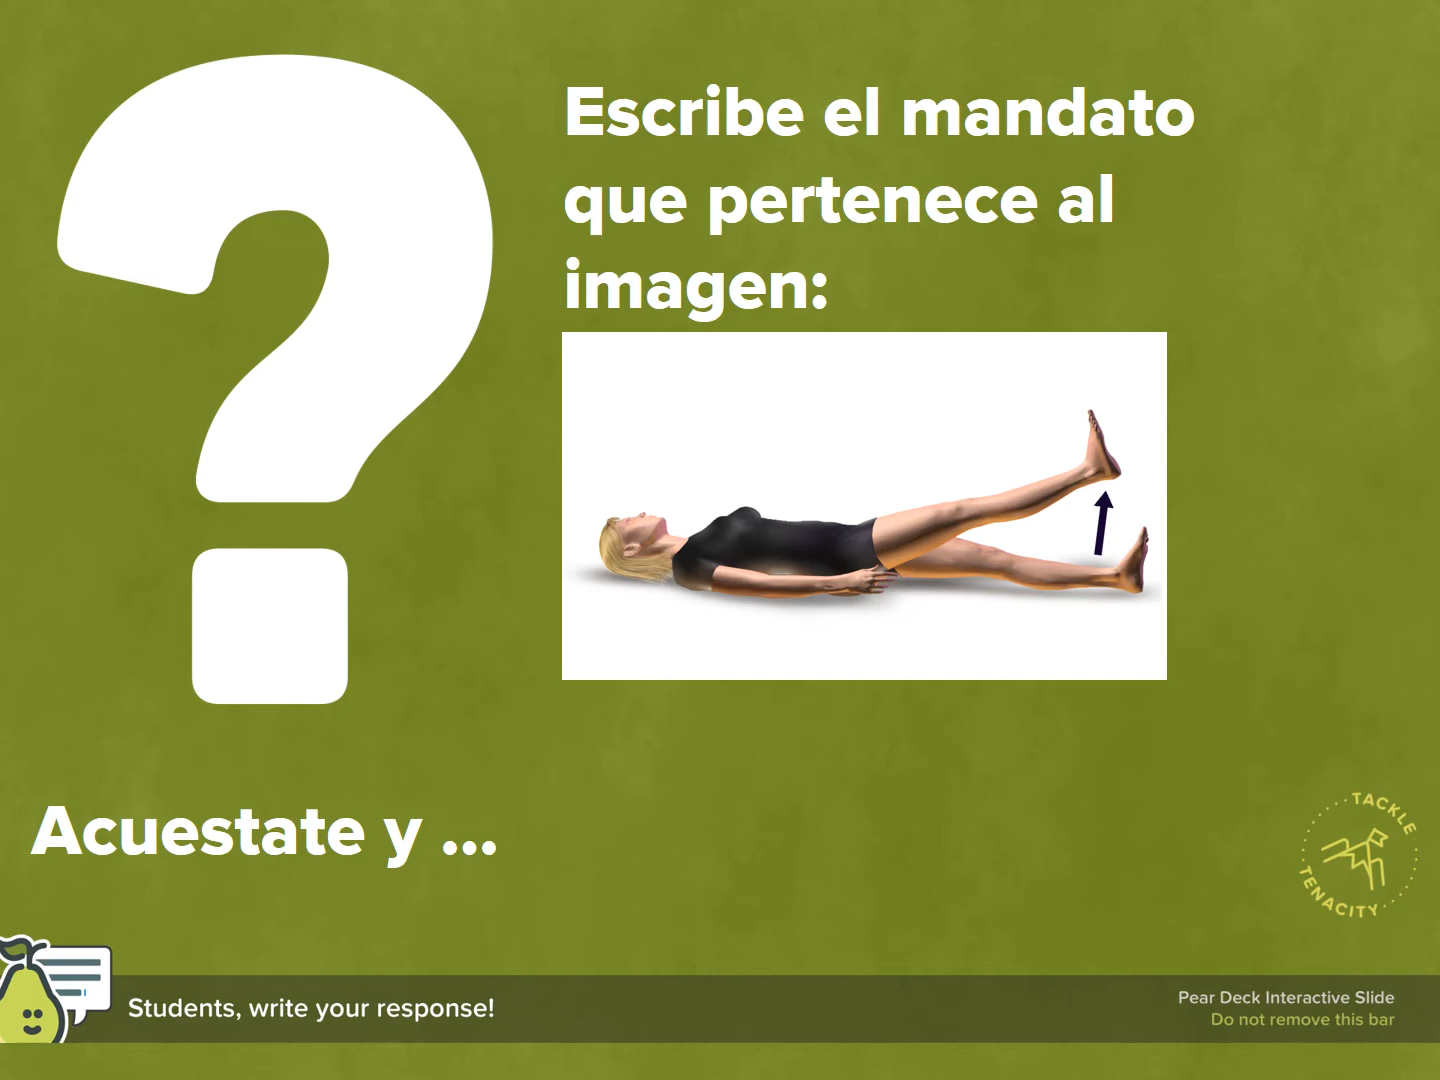 Escribe el mandato
que pertenece al
imagen:
Acuestate y ...
TACKLE
TENACITY
Students, write your response!
Pear Deck Interactive Slide
Do not remove this bar